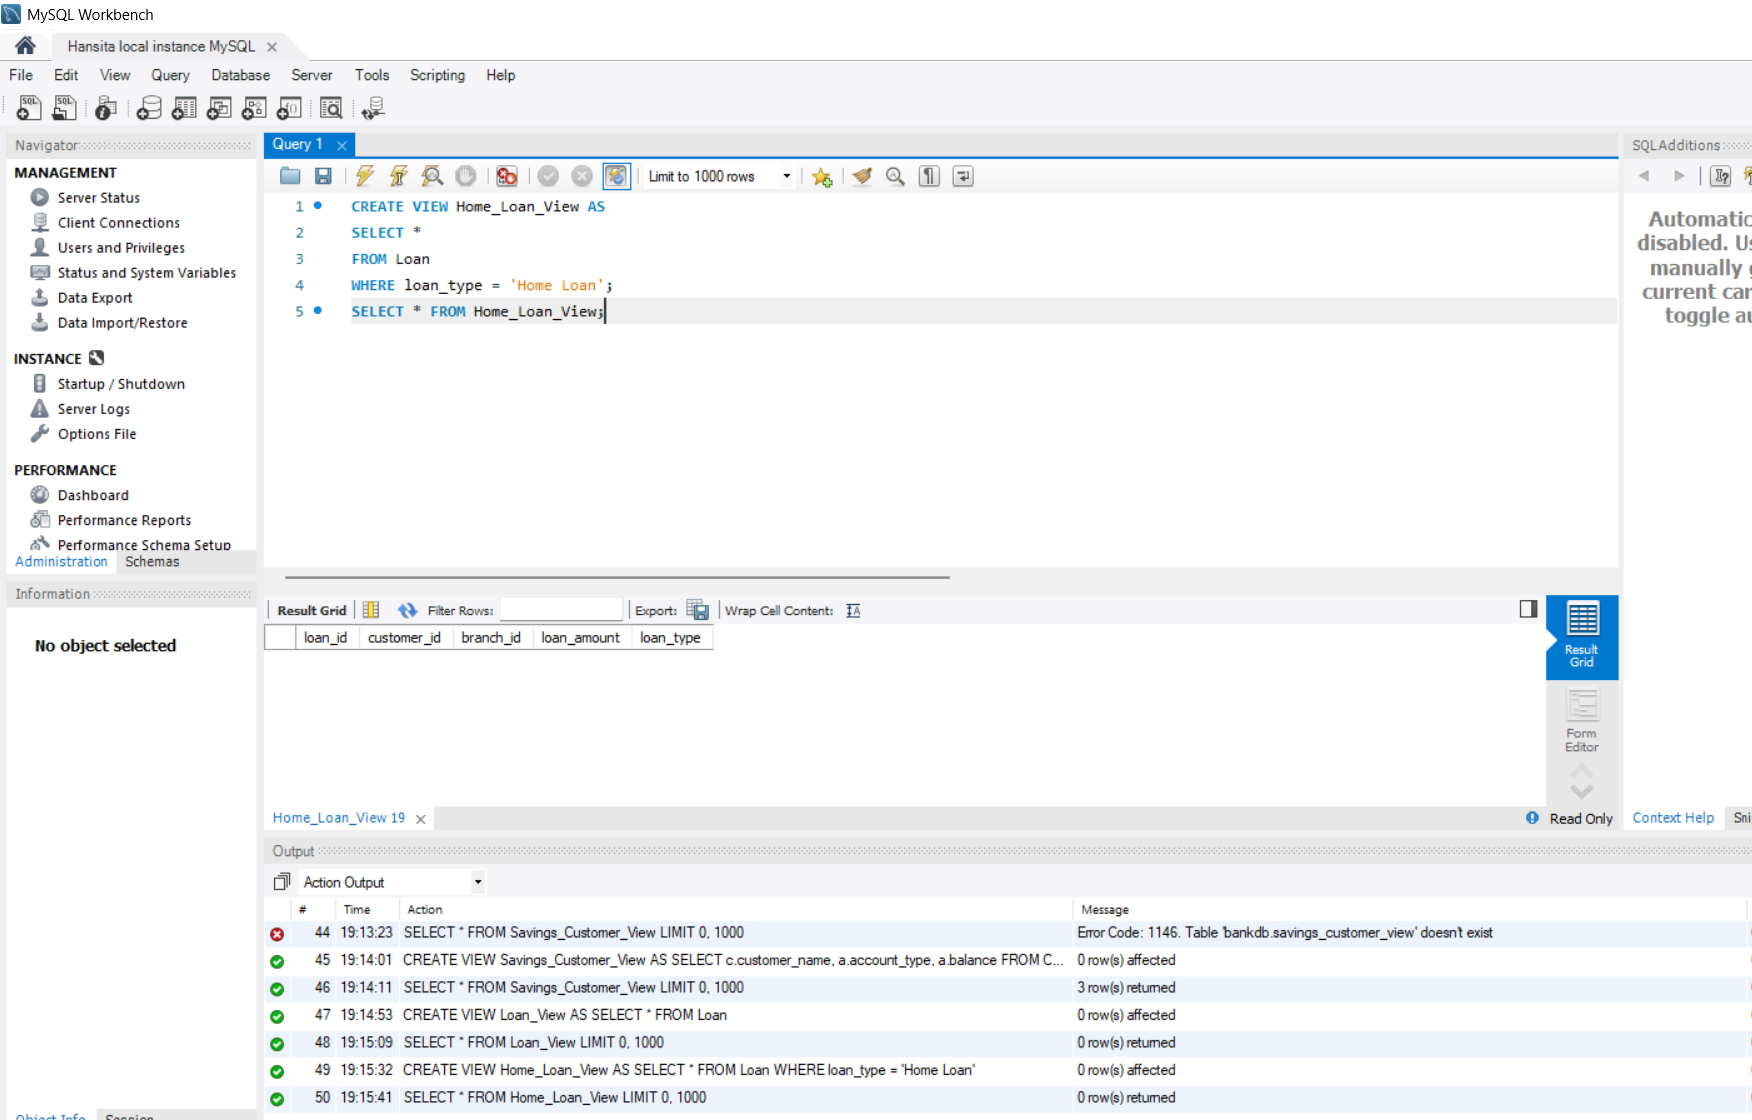 MySQL Workbench
Hansita local instance MySQL
File Edit View Query Database Server Tools Scripting Help
Navigator
MANAGEMENT
Server Status
Client Connections
Users and Privileges
Status and System Variables
Data Export
Data Import/Restore
INSTANCE
Startup / Shutdown
Server Logs
Options File
PERFORMANCE
Dashboard
Performance Reports
Performance Schema Setup
Administration Schemas
Information
No object selected
Object Info Session
Query 1
Limit to 1000 rows
1 CREATE VIEW Home_Loan_View AS
2 SELECT *
3 FROM Loan
4 WHERE loan_type = 'Home Loan';
5 SELECT * FROM Home_Loan_View;
Result Grid Filter Rows: Export: Wrap Cell Content:
loan_id customer_id branch_id loan_amount loan_type
Result
Grid
Form
Editor
Home_Loan_View 19
Read Only
SQLAdditions
Automatic
disabled. Us
manually g
current car
toggle au
Context Help Sni
Output
Action Output
# Time Action Message
44 19:13:23 SELECT * FROM Savings_Customer_View LIMIT 0, 1000 Error Code: 1146. Table 'bankdb.savings_customer_view' doesn't exist
45 19:14:01 CREATE VIEW Savings_Customer_View AS SELECT c.customer_name, a.account_type, a.balance FROM C... 0 row(s) affected
46 19:14:11 SELECT * FROM Savings_Customer_View LIMIT 0, 1000 3 row(s) returned
47 19:14:53 CREATE VIEW Loan_View AS SELECT * FROM Loan 0 row(s) affected
48 19:15:09 SELECT * FROM Loan_View LIMIT 0, 1000 0 row(s) returned
49 19:15:32 CREATE VIEW Home_Loan_View AS SELECT * FROM Loan WHERE loan_type = 'Home Loan' 0 row(s) affected
50 19:15:41 SELECT * FROM Home_Loan_View LIMIT 0, 1000 0 row(s) returned